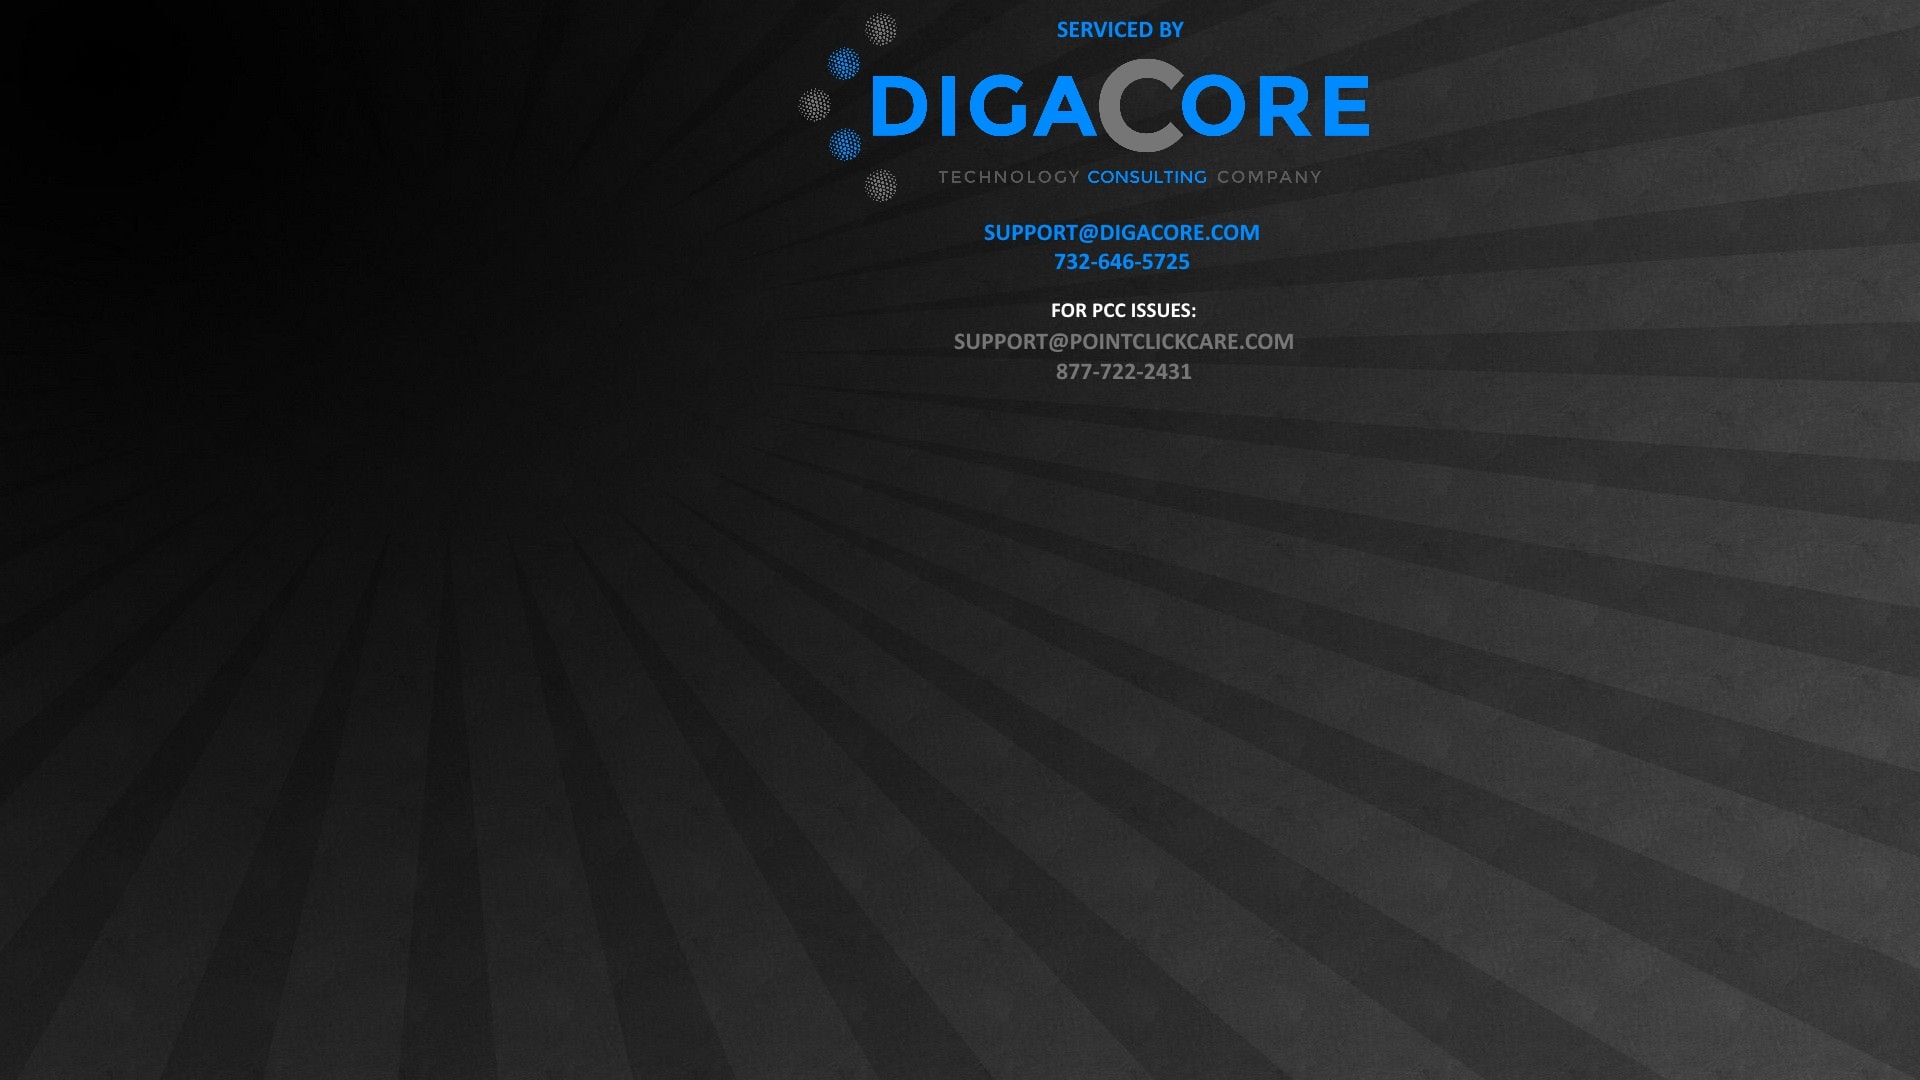 SERVICED BY
DIGACORE
TECHNOLOGY CONSULTING COMPANY
SUPPORT@DIGACORE.COM
732-646-5725
FOR PCC ISSUES:
SUPPORT@POINTCLICKCARE.COM
877-722-2431